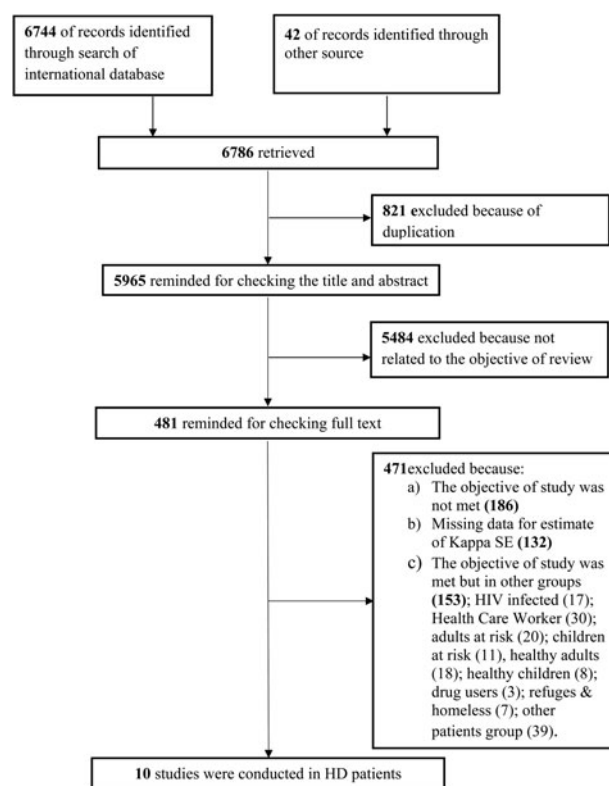 6744 of records identified
through search of
international database
42 of records identified through
other source
6786 retrieved
821 excluded because of
duplication
5965 reminded for checking the title and abstract
5484 excluded because not
related to the objective of review
481 reminded for checking full text
471excluded because:
a) The objective of study was
not met (186)
b) Missing data for estimate
of Kappa SE (132)
c) The objective of study was
met but in other groups
(153); HIV infected (17);
Health Care Worker (30);
adults at risk (20); children
at risk (11), healthy adults
(18); healthy children (8);
drug users (3); refuges &
homeless (7); other
patients group (39).
10 studies were conducted in HD patients